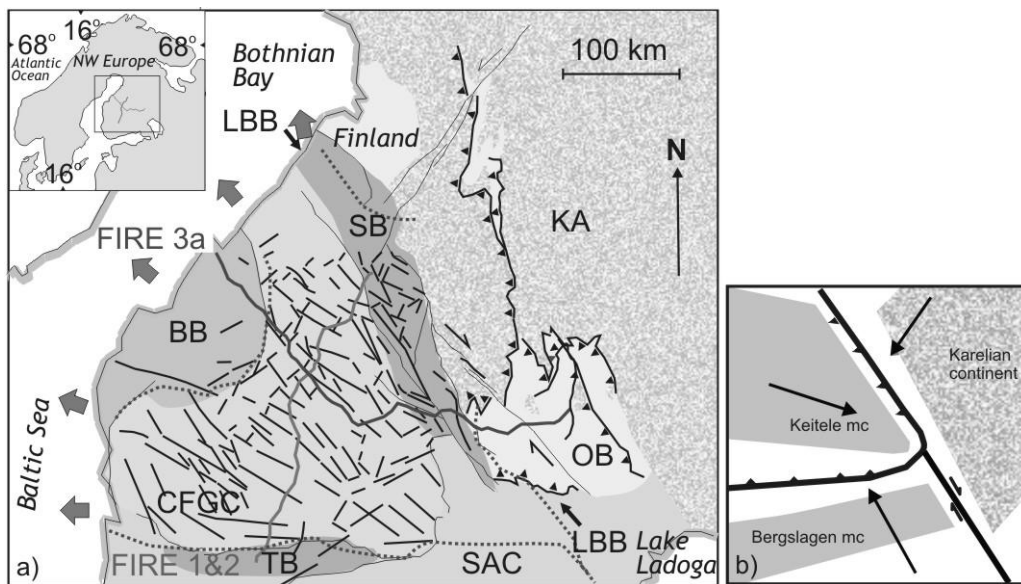 16°
68°
68°
Atlantic
Ocean
NW Europe
16°
Bothnian
Bay
100 km
LBB
Finland
N
SB
KA
FIRE 3a
BB
OB
Baltic Sea
CFGC
LBB
Lake
Ladoga
a)
FIRE 1&2
TB
SAC
Karelian
continent
Keitele mc
Bergslagen mc
b)